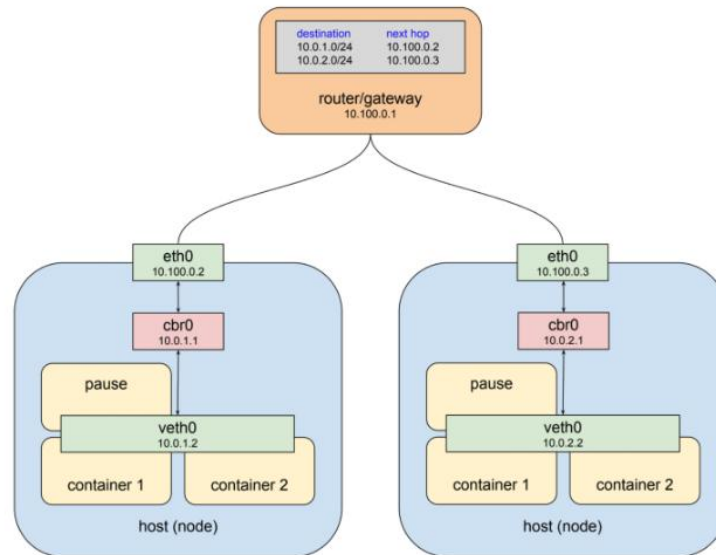 destination next hop
10.0.1.0/24 10.100.0.2
10.0.2.0/24 10.100.0.3
router/gateway
10.100.0.1
eth0
10.100.0.2
cbr0
10.0.1.1
pause
veth0
10.0.1.2
container 1
container 2
host (node)
eth0
10.100.0.3
cbr0
10.0.2.1
pause
veth0
10.0.2.2
container 1
container 2
host (node)